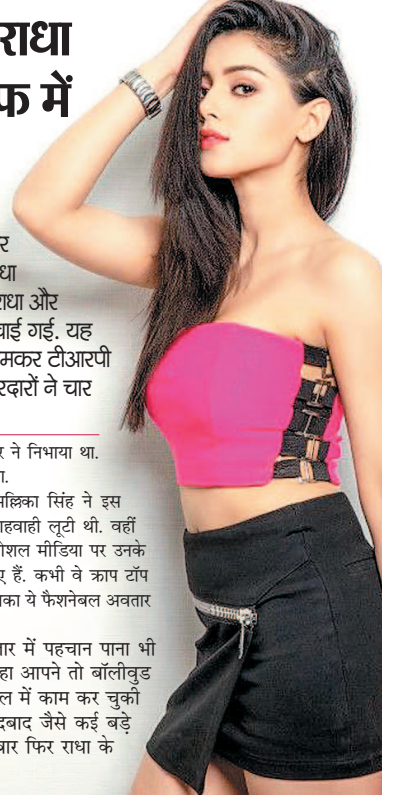 राधा
में
र
धा
राधा और
वाई गई. यह
मकर टीआरपी
रदारों ने चार
र ने निभाया था.
ा.
मल्लिका सिंह ने इस
हवाही लूटी थी. वहीं
शल मीडिया पर उनके
ए हैं. कभी वे क्राप टॉप
का ये फैशनेबल अवतार
ार में पहचान पाना भी
हा आपने तो बॉलीवुड
ल में काम कर चुकी
दबाद जैसे कई बड़े
बार फिर राधा के